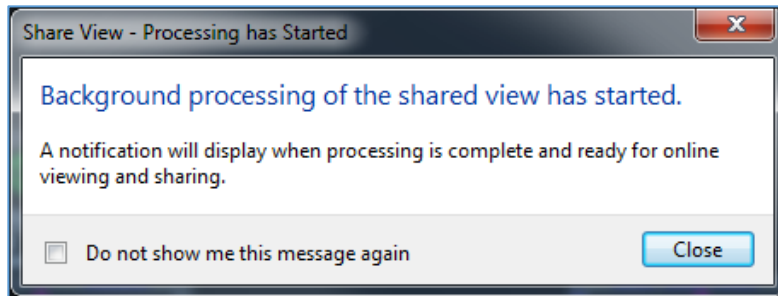 Share View - Processing has Started
Background processing of the shared view has started.
A notification will display when processing is complete and ready for online
viewing and sharing.
Do not show me this message again
Close